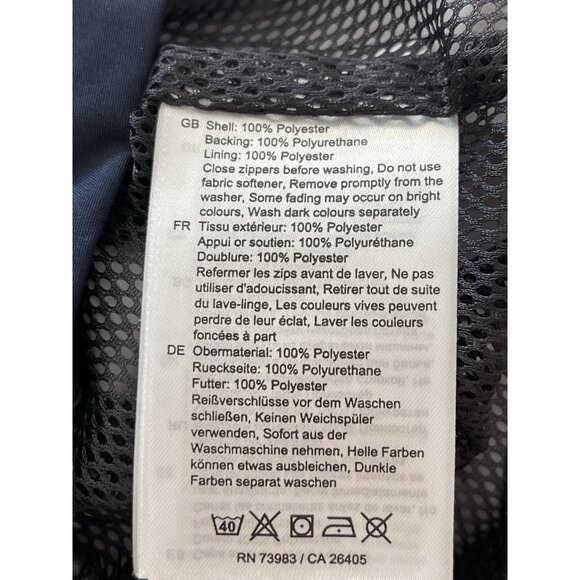 GB Shell: 100% Polyester
Backing: 100% Polyurethane
Lining: 100% Polyester
Close zippers before washing, Do not use
fabric softener, Remove promptly from the
washer, Some fading may occur on bright
colours, Wash dark colours separately
FR Tissu extérieur: 100% Polyester
Appui or soutien: 100% Polyuréthane
Doublure: 100% Polyester
Refermer les zips avant de laver, Ne pas
utiliser d'adoucissant, Retirer tout de suite
du lave-linge, Les couleurs vives peuvent
perdre de leur éclat, Laver les couleurs
foncées à part
DE Obermaterial: 100% Polyester
Rueckseite: 100% Polyurethane
Futter: 100% Polyester
Reißverschlüsse vor dem Waschen
schließen, Keinen Weichspüler
verwenden, Sofort aus der
Waschmaschine nehmen, Helle Farben
können etwas ausbleichen, Dunkle
Farben separat waschen
40
RN 73983 / CA 26405